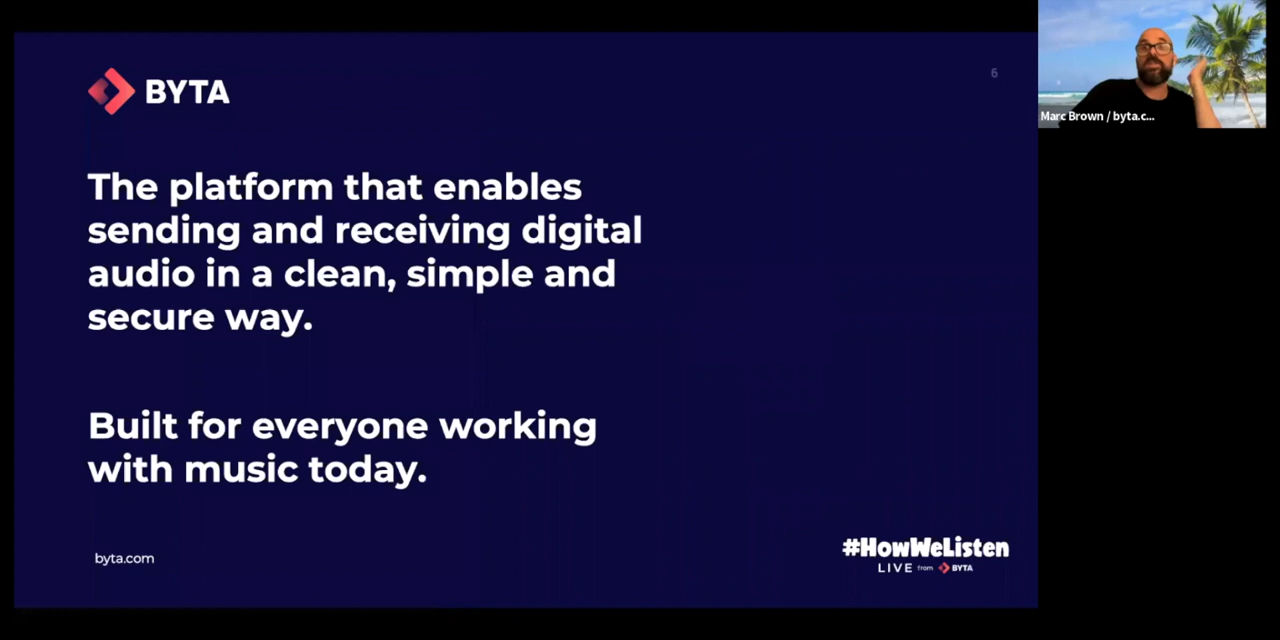 BYTA
6
The platform that enables
sending and receiving digital
audio in a clean, simple and
secure way.
Built for everyone working
with music today.
byta.com
#HowWeListen
LIVE from BYTA
Marc Brown / byta.c...